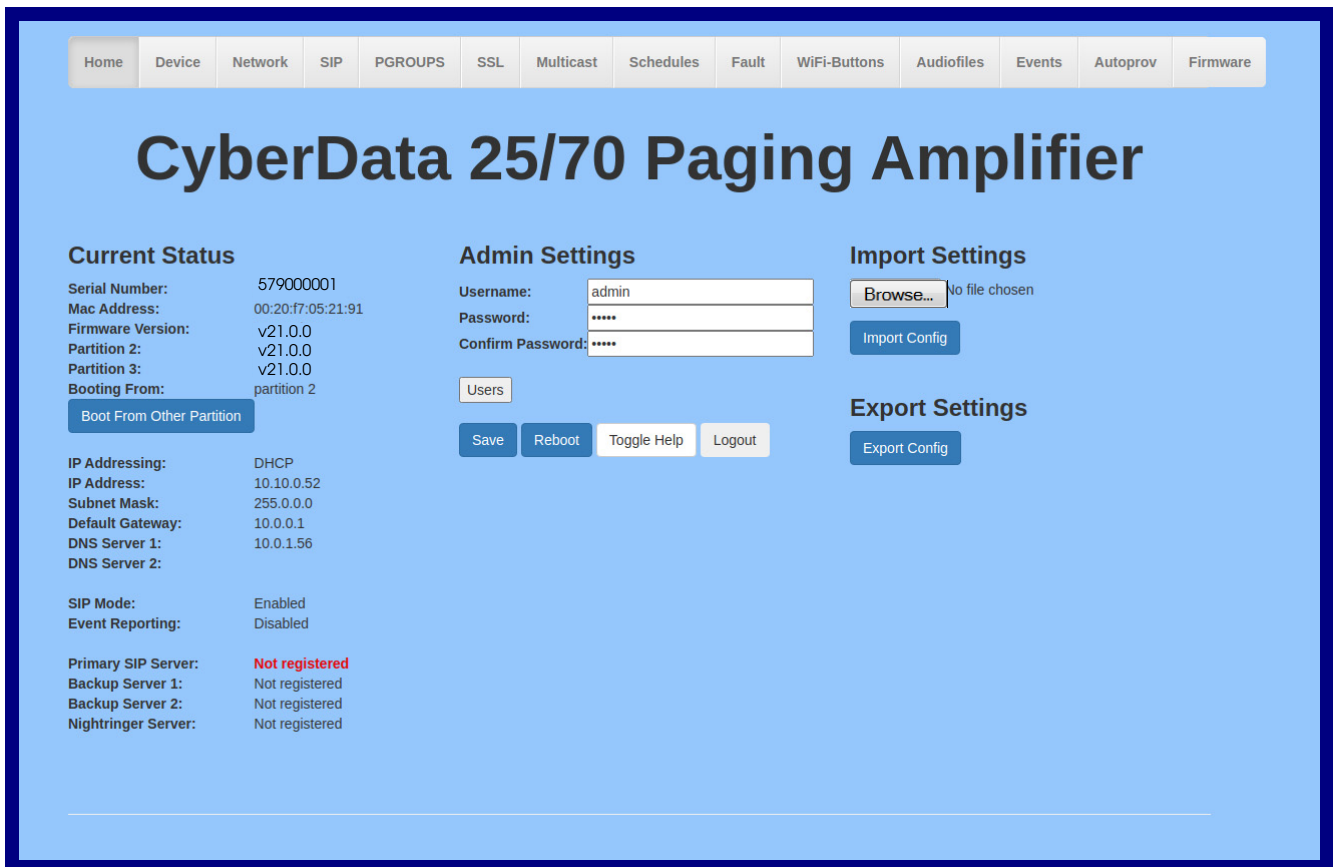 Home Device Network SIP PGROUPS SSL Multicast Schedules Fault WiFi-Buttons Audiofiles Events Autoprov Firmware
CyberData 25/70 Paging Amplifier
Current Status
Serial Number: 579000001
Mac Address: 00:20:f7:05:21:91
Firmware Version: v21.0.0
Partition 2: v21.0.0
Partition 3: v21.0.0
Booting From: partition 2
Boot From Other Partition
IP Addressing: DHCP
IP Address: 10.10.0.52
Subnet Mask: 255.0.0.0
Default Gateway: 10.0.0.1
DNS Server 1: 10.0.1.56
DNS Server 2:
SIP Mode: Enabled
Event Reporting: Disabled
Primary SIP Server: Not registered
Backup Server 1: Not registered
Backup Server 2: Not registered
Nightringer Server: Not registered
Admin Settings
Username: admin
Password: •••••
Confirm Password: •••••
Users
Save Reboot Toggle Help Logout
Import Settings
Browse... No file chosen
Import Config
Export Settings
Export Config